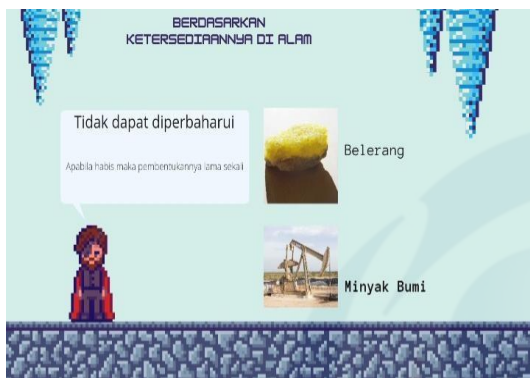 BERDASARKAN
KETERSEDIAANNYA DI ALAM
Tidak dapat diperbaharui
Apabila habis maka pembentukannya lama sekali
Belerang
Minyak Bumi